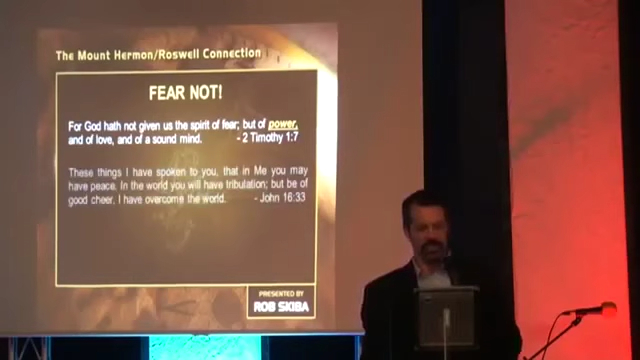 The Mount Hermon/Roswell Connection
FEAR NOT!
For God hath not given us the spirit of fear; but of power,
and of love, and of a sound mind. - 2 Timothy 1:7
These things I have spoken to you, that in Me you may
have peace. In the world you will have tribulation; but be of
good cheer, I have overcome the world. - John 16:33
PRESENTED BY
ROB SKIBA